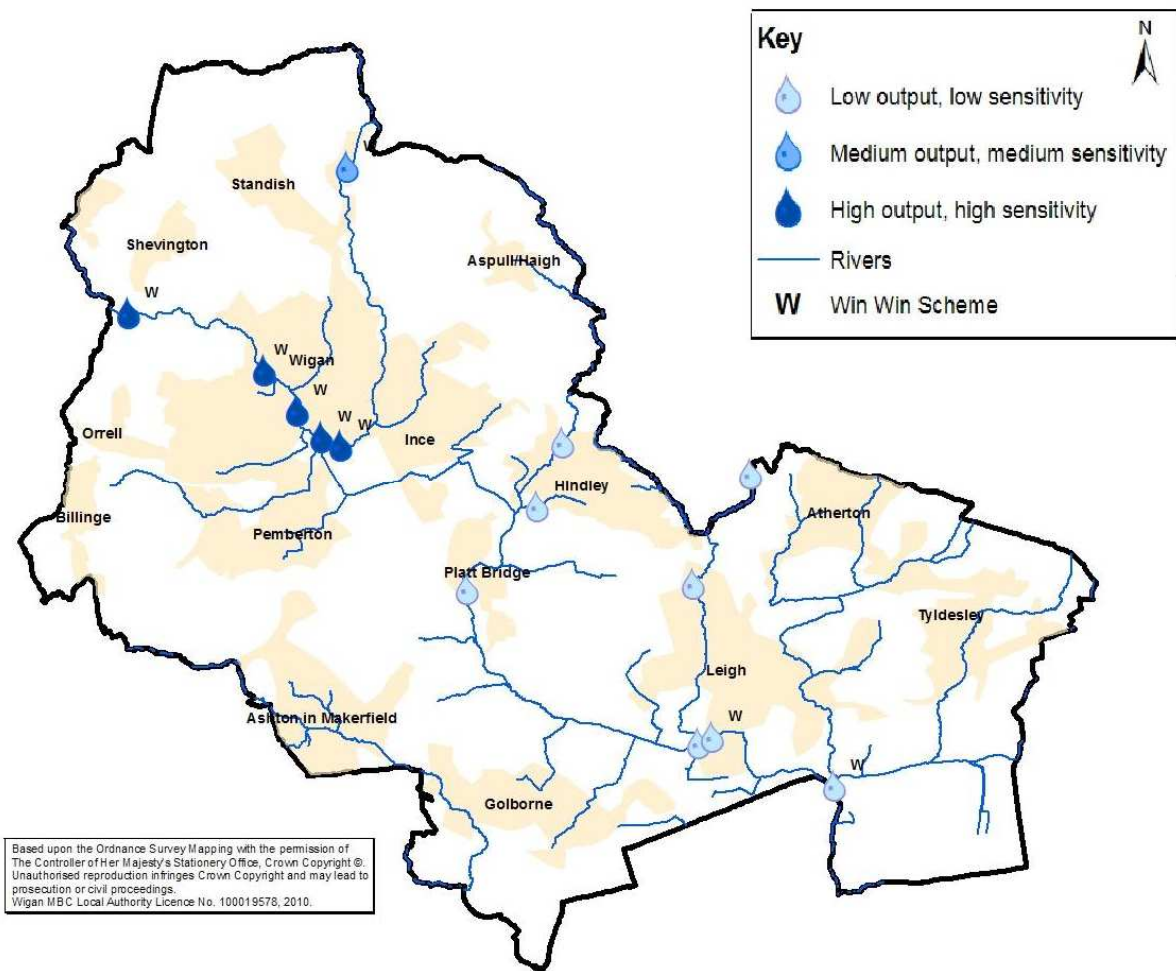 Key
N
Low output, low sensitivity
Medium output, medium sensitivity
High output, high sensitivity
Rivers
W Win Win Scheme
Standish
Shevington
Aspull/Haigh
W
W
Wigan
W
W W
Orrell
Ince
Hindley
Atherton
Billinge
Pemberton
Platt Bridge
Tyldesley
Leigh
Ashton in Makerfield
W
W
Golborne
Based upon the Ordnance Survey Mapping with the permission of
The Controller of Her Majesty's Stationery Office, Crown Copyright ©.
Unauthorised reproduction infringes Crown Copyright and may lead to
prosecution or civil proceedings.
Wigan MBC Local Authority Licence No. 100019578, 2010.